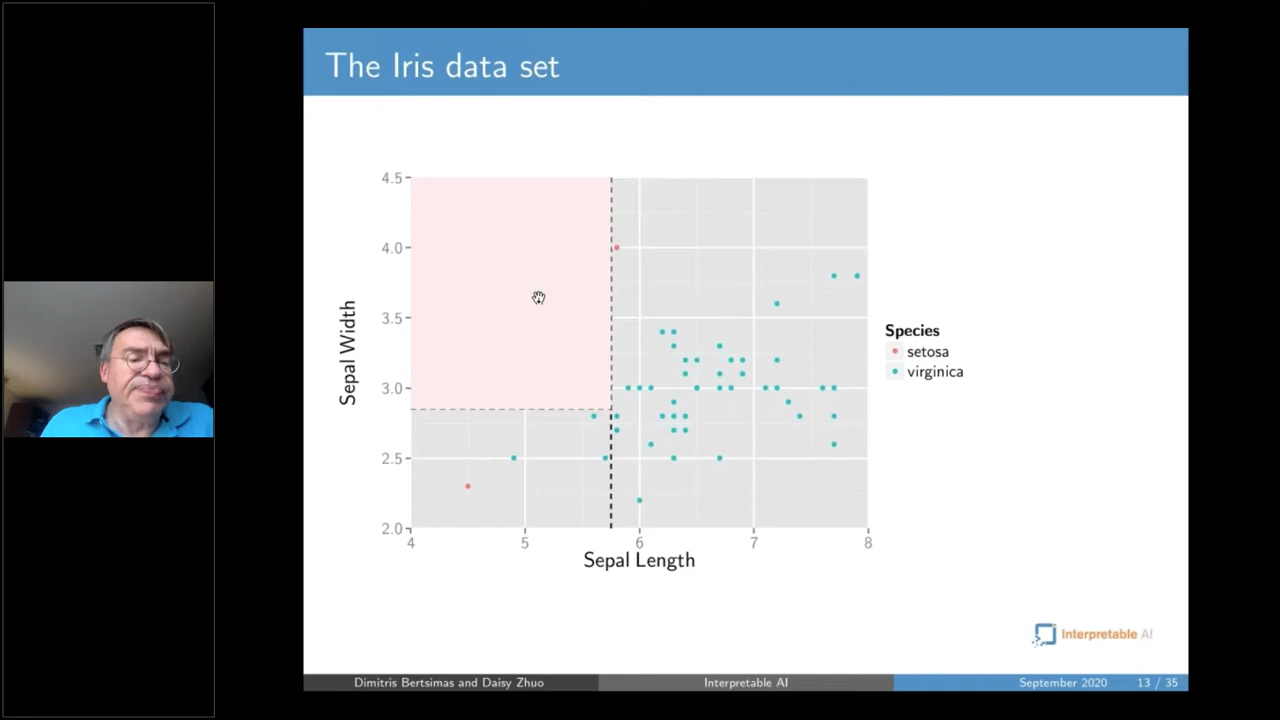 The Iris data set
4.5
4.0
3.5
3.0
2.5
2.0
Sepal Width
4 5 6 7 8
Sepal Length
Species
setosa
virginica
Interpretable AI
Dimitris Bertsimas and Daisy Zhuo Interpretable AI September 2020 13 / 35